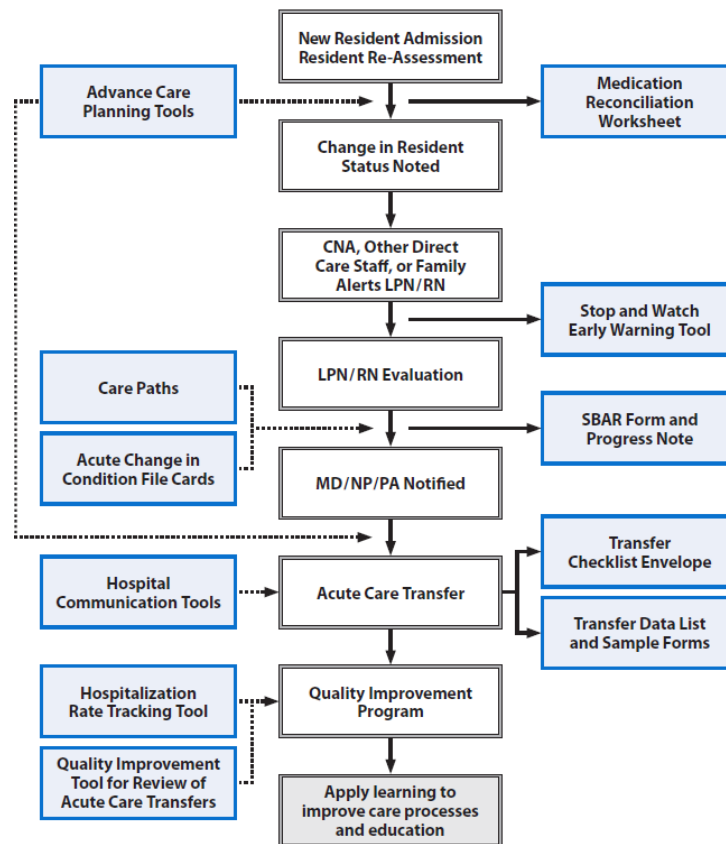 New Resident Admission
Resident Re-Assessment
Advance Care
Planning Tools
Medication
Reconciliation
Worksheet
Change in Resident
Status Noted
CNA, Other Direct
Care Staff, or Family
Alerts LPN/RN
Stop and Watch
Early Warning Tool
LPN/RN Evaluation
Care Paths
SBAR Form and
Progress Note
Acute Change in
Condition File Cards
MD/NP/PA Notified
Transfer
Checklist Envelope
Hospital
Communication Tools
Acute Care Transfer
Transfer Data List
and Sample Forms
Hospitalization
Rate Tracking Tool
Quality Improvement
Program
Quality Improvement
Tool for Review of
Acute Care Transfers
Apply learning to
improve care processes
and education